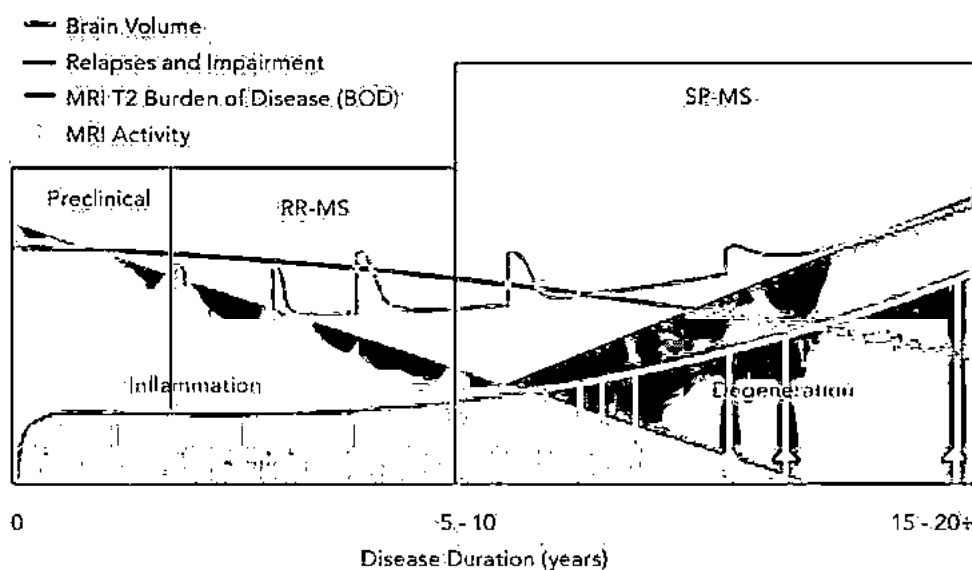 Brain Volume
Relapses and Impairment
MRI T2 Burden of Disease (BOD)
MRI Activity
SP-MS
Preclinical
RR-MS
Inflammation
Degeneration
0
5 - 10
15 - 20+
Disease Duration (years)